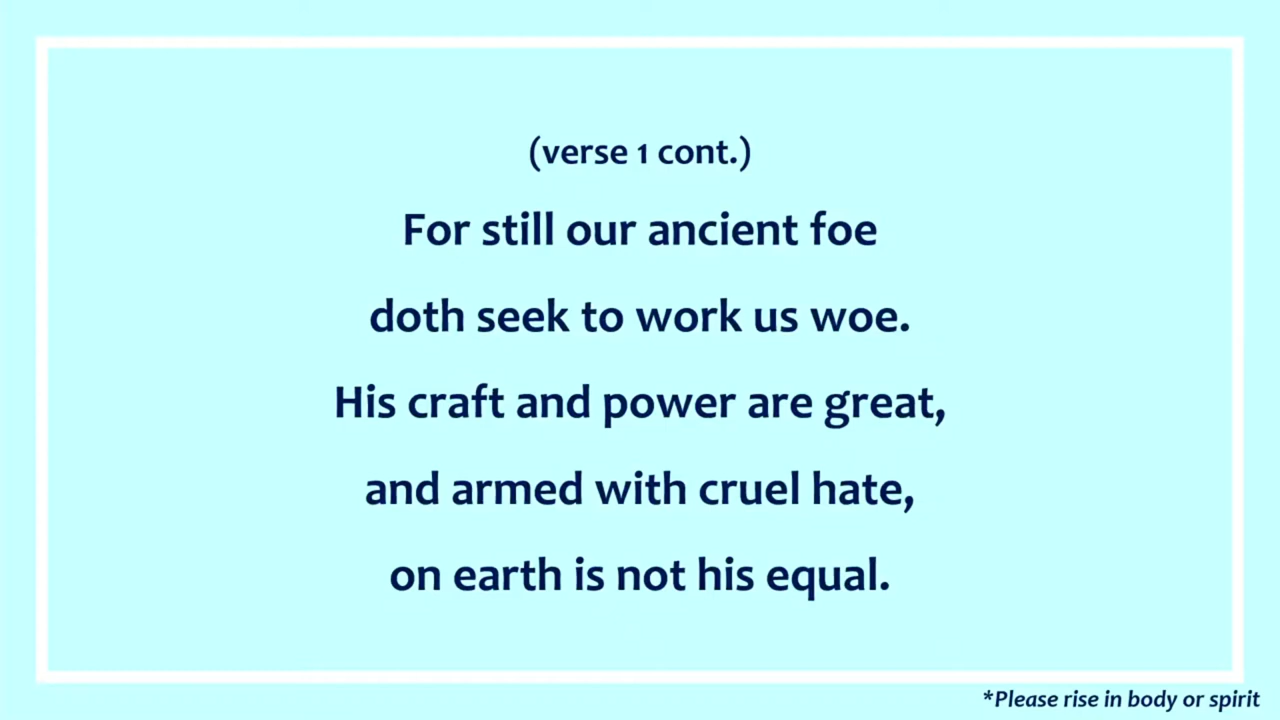 (verse 1 cont.)
For still our ancient foe
doth seek to work us woe.
His craft and power are great,
and armed with cruel hate,
on earth is not his equal.
*Please rise in body or spirit